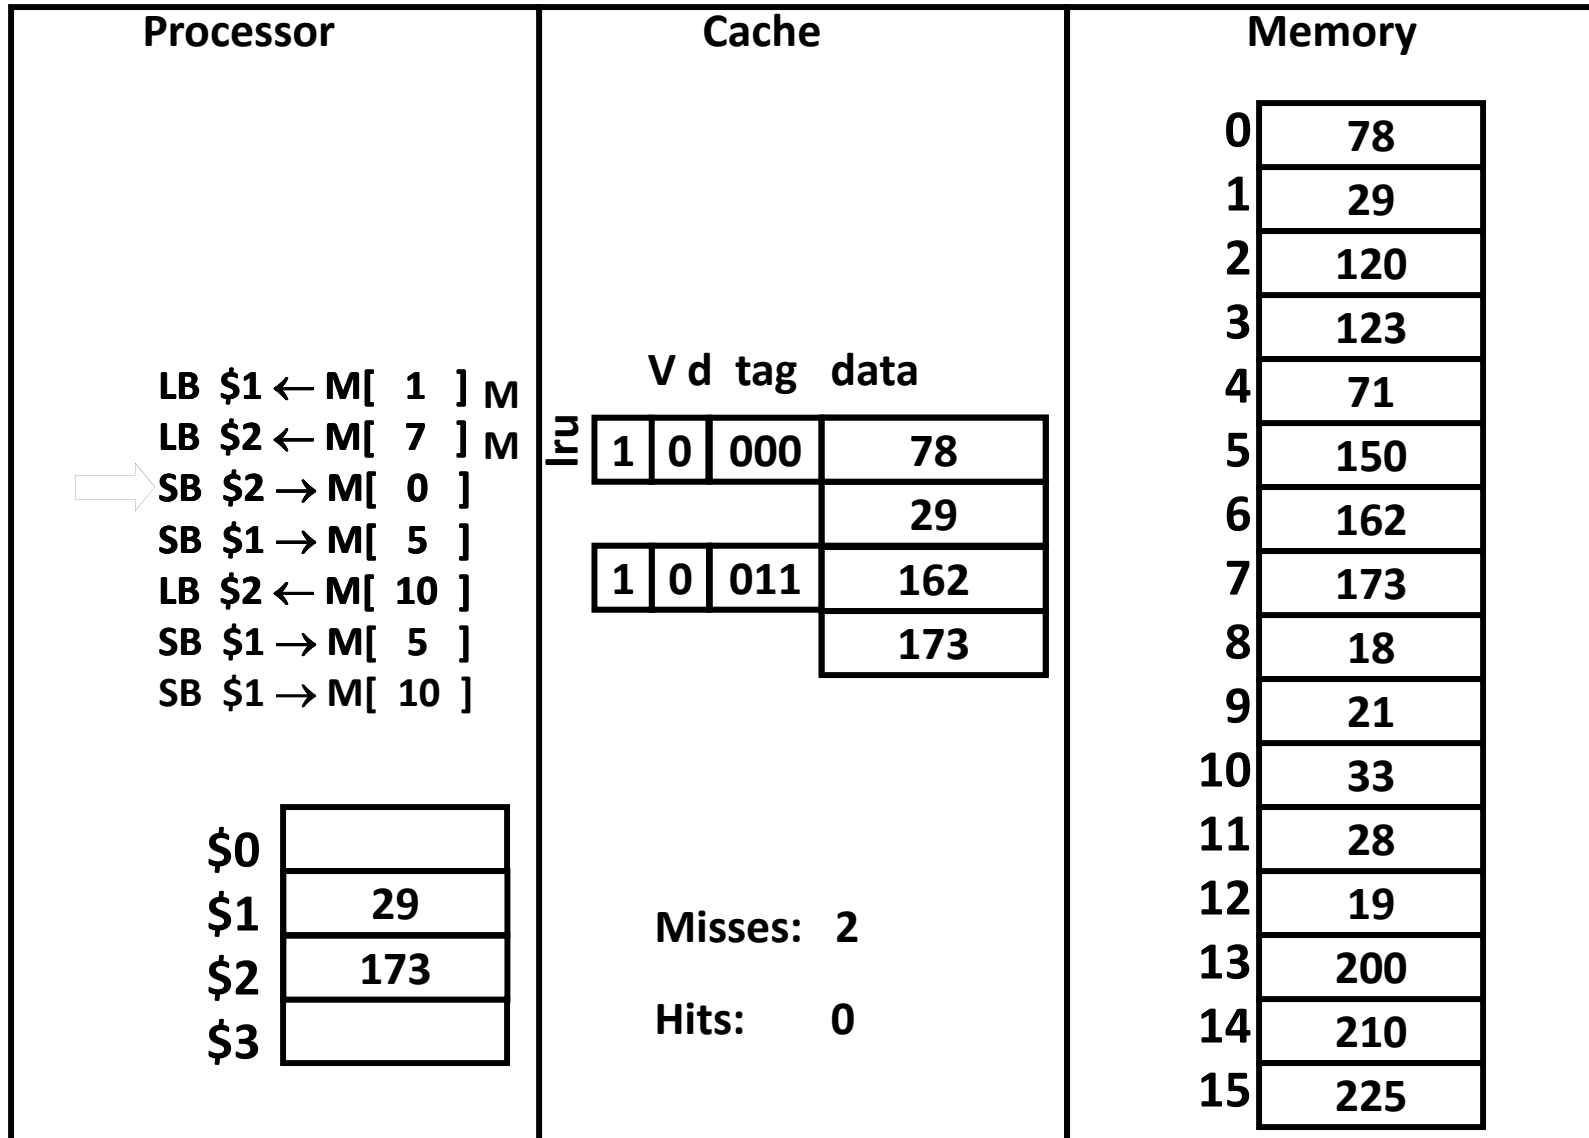 Processor
LB $1 ← M[ 1 ] M
LB $2 ← M[ 7 ] M
SB $2 → M[ 0 ]
SB $1 → M[ 5 ]
LB $2 ← M[ 10 ]
SB $1 → M[ 5 ]
SB $1 → M[ 10 ]
$0
$1 29
$2 173
$3
Cache
V d tag data
lru 1 0 000 78
29
1 0 011 162
173
Misses: 2
Hits: 0
Memory
0 78
1 29
2 120
3 123
4 71
5 150
6 162
7 173
8 18
9 21
10 33
11 28
12 19
13 200
14 210
15 225